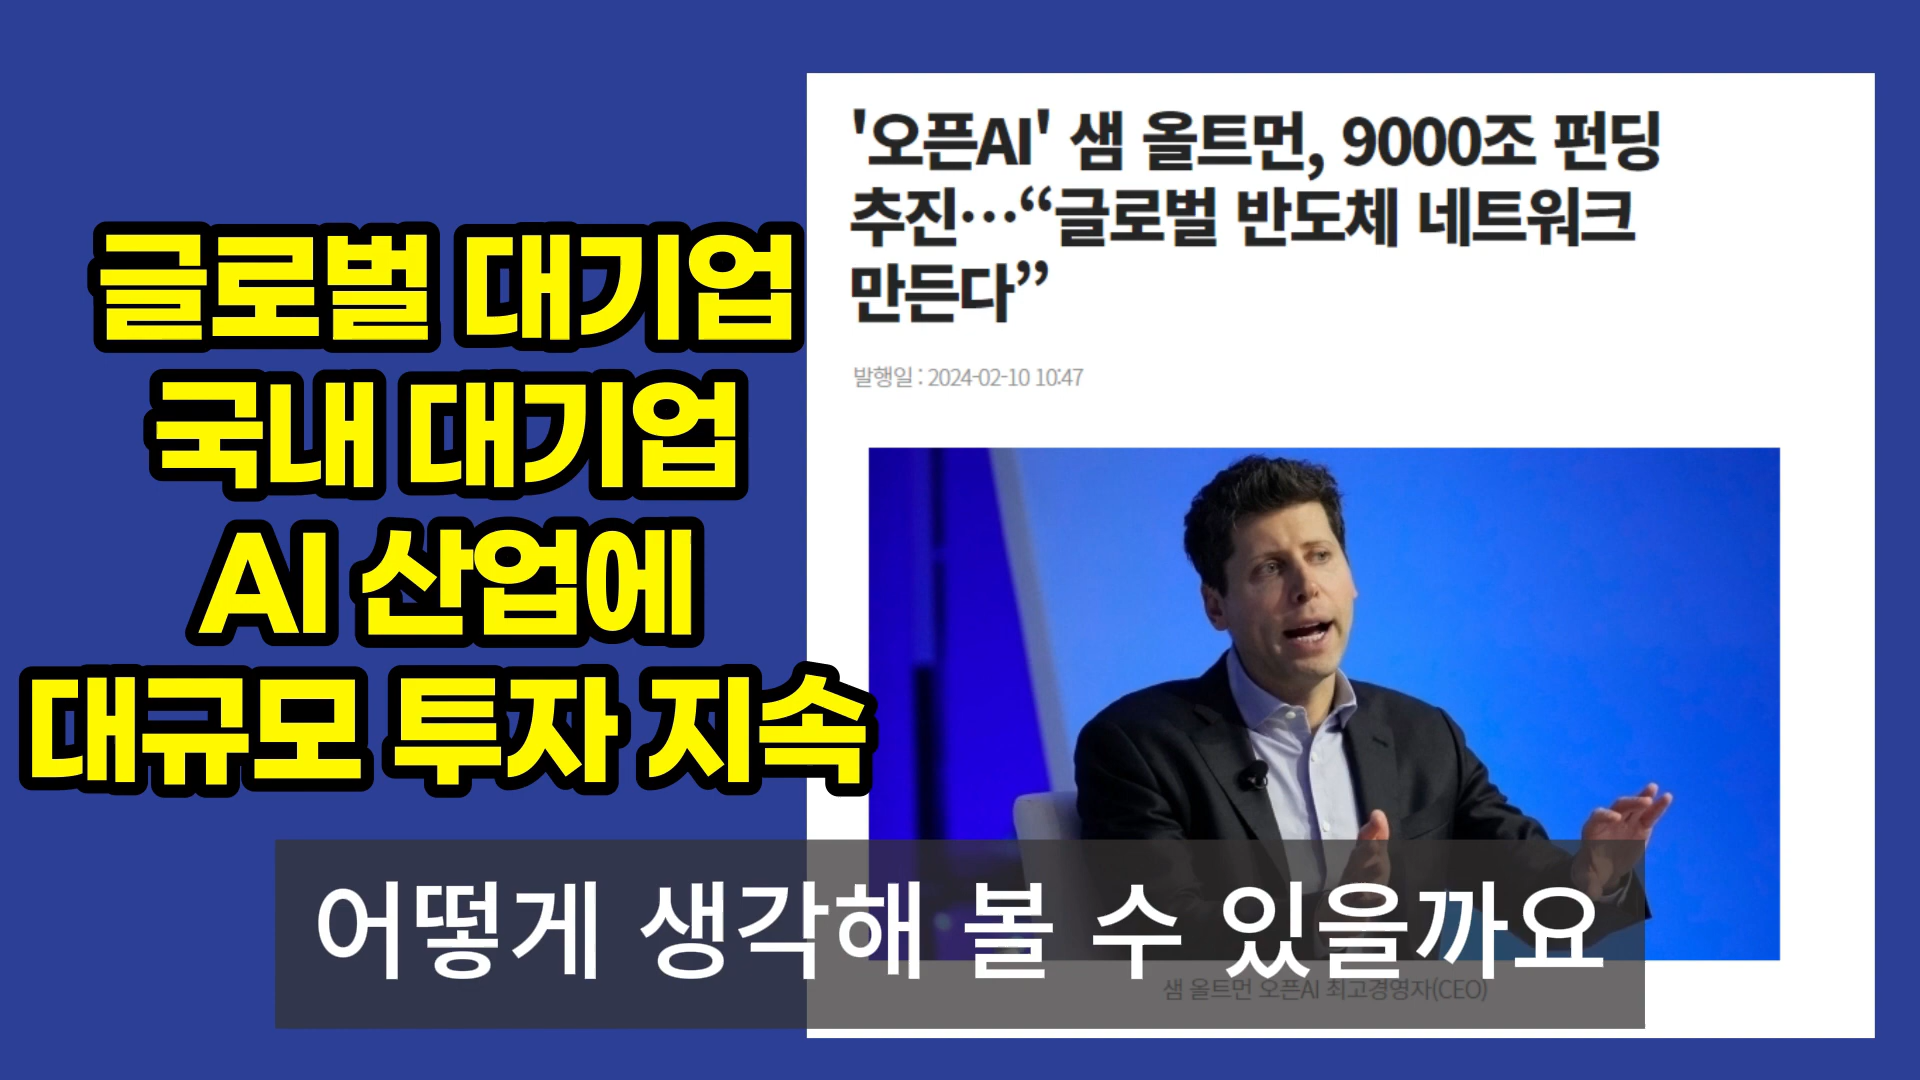 글로벌 대기업
국내 대기업
AI 산업에
대규모 투자 지속
'오픈AI' 샘 올트먼, 9000조 펀딩
추진…“글로벌 반도체 네트워크
만든다”
발행일 : 2024-02-10 10:47
샘 올트먼 오픈AI 최고경영자(CEO)
어떻게 생각해 볼 수 있을까요